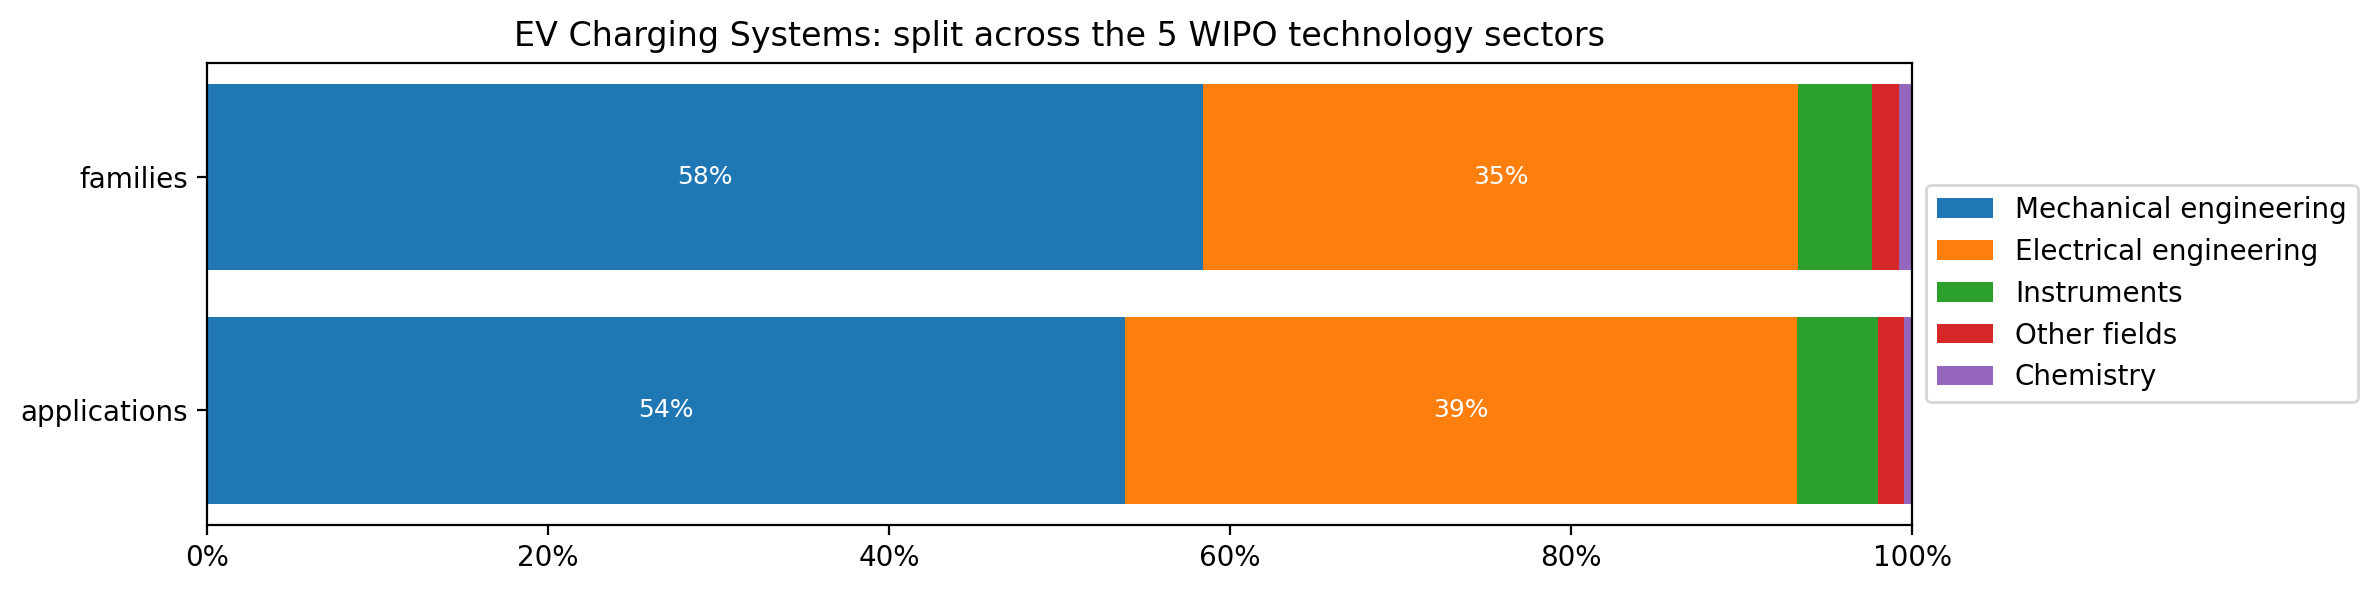 EV Charging Systems: split across the 5 WIPO technology sectors
families
58%
35%
applications
54%
39%
0%
20%
40%
60%
80%
100%
Mechanical engineering
Electrical engineering
Instruments
Other fields
Chemistry